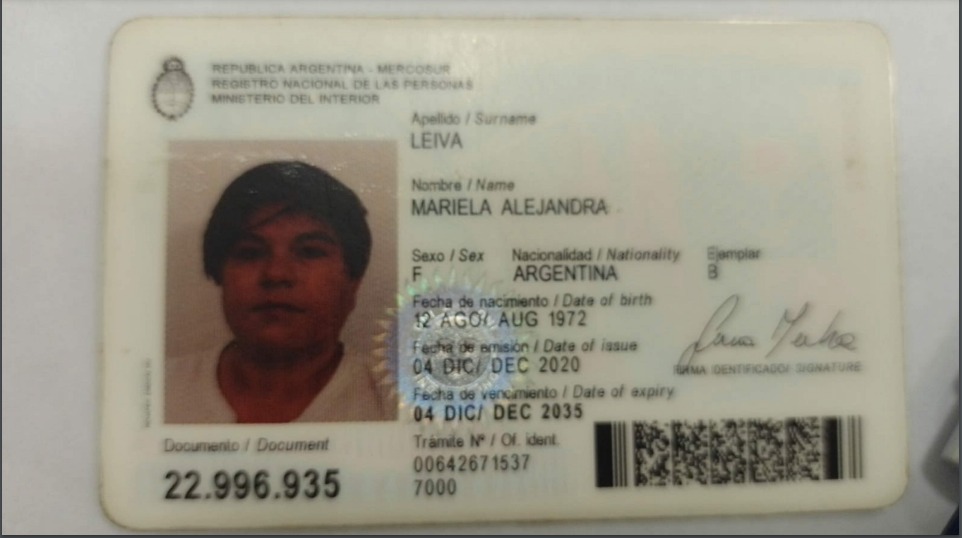 REPUBLICA ARGENTINA - MERCOSUR
REGISTRO NACIONAL DE LAS PERSONAS
MINISTERIO DEL INTERIOR
Apellido / Surname
LEIVA
Nombre / Name
MARIELA ALEJANDRA
Sexo / Sex Nacionalidad / Nationality Ejemplar
F ARGENTINA B
Fecha de nacimiento / Date of birth
12 AGO/ AUG 1972
Fecha de emisión / Date of issue
04 DIC/ DEC 2020
Fecha de vencimiento / Date of expiry
04 DIC/ DEC 2035
FIRMA IDENTIFICADO/ SIGNATURE
Documento / Document
22.996.935
Trámite Nº / Of. ident.
00642671537
7000